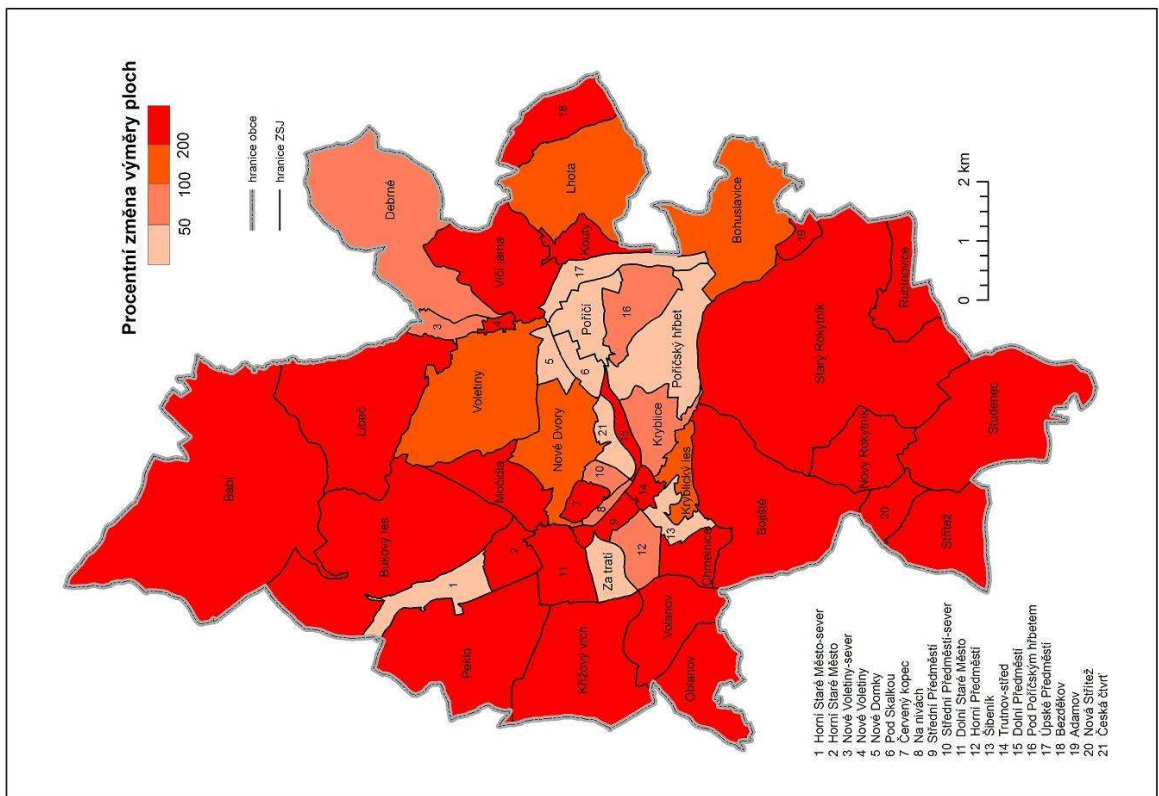 Procentní změna výměry ploch
50
100
200
hranice obce
hranice ZSJ
0
1
2 km
Babí
Libeč
Bukový les
Močidla
Voletiny
Nové Dvory
Debrné
Vlčí jáma
Kouty
Lhota
18
3
4
5
6
Poříčí
17
16
Poříčský hřbet
Bohuslavice
19
1
2
Peklo
11
Křížový vrch
Za tratí
7
8
9
10
21
15
14
Kryblice
Kryblický les
13
12
Chmelnice
Volanov
Oblanov
Bojiště
Starý Rokytník
Rubínovice
Nový Rokytník
Studenec
20
Střítež
1 Horní Staré Město-sever
2 Horní Staré Město
3 Nové Voletiny-sever
4 Nové Voletiny
5 Nové Domky
6 Pod Skalkou
7 Červený kopec
8 Na nivách
9 Střední Předměstí
10 Střední Předměstí-sever
11 Dolní Staré Město
12 Horní Předměstí
13 Šibeník
14 Trutnov-střed
15 Dolní Předměstí
16 Pod Poříčským hřbetem
17 Úpské Předměstí
18 Bezděkov
19 Adamov
20 Nová Střítež
21 Česká čtvrť